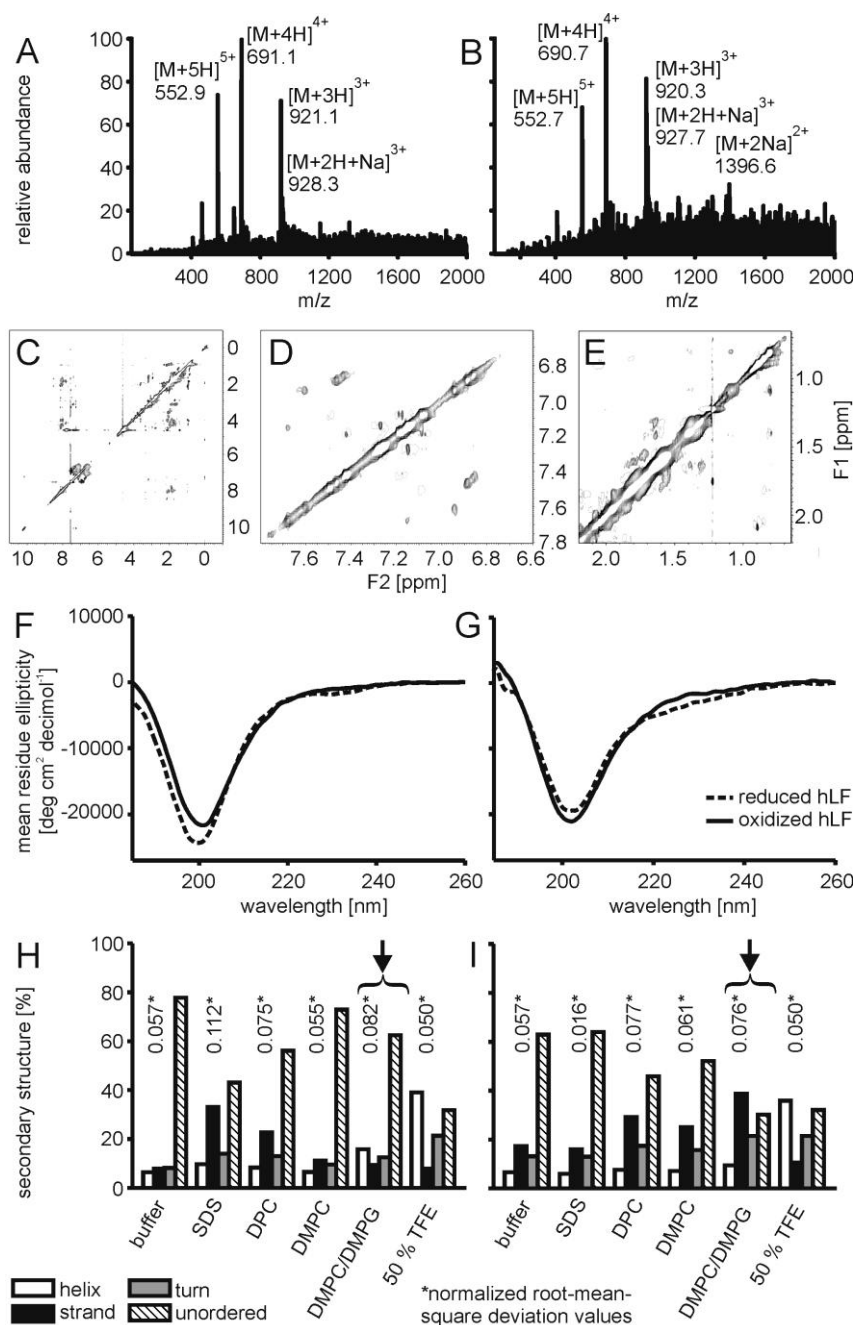 A
B
relative abundance
100
80
60
40
20
0
[M+5H]5+
552.9
[M+4H]4+
691.1
[M+3H]3+
921.1
[M+2H+Na]3+
928.3
[M+4H]4+
690.7
[M+5H]5+
552.7
[M+3H]3+
920.3
[M+2H+Na]3+
927.7
[M+2Na]2+
1396.6
400 800 1200 1600 2000
m/z
400 800 1200 1600 2000
m/z
C
0
2
4
6
8
10
10 8 6 4 2 0
D
6.8
7.0
7.2
7.4
7.6
7.8
7.6 7.4 7.2 7.0 6.8 6.6
F2 [ppm]
E
1.0
1.5
2.0
F1 [ppm]
2.0 1.5 1.0
F
mean residue ellipticity
[deg cm2 decimol-1]
10000
0
-10000
-20000
200 220 240 260
wavelength [nm]
G
reduced hLF
oxidized hLF
200 220 240 260
wavelength [nm]
H
secondary structure [%]
100
80
60
40
20
0
0.057*
0.112*
0.075*
0.055*
0.082*
0.050*
buffer
SDS
DPC
DMPC
DMPC/DMPG
50 % TFE
I
0.057*
0.016*
0.077*
0.061*
0.076*
0.050*
buffer
SDS
DPC
DMPC
DMPC/DMPG
50 % TFE
helix
turn
strand
unordered
*normalized root-mean-
square deviation values